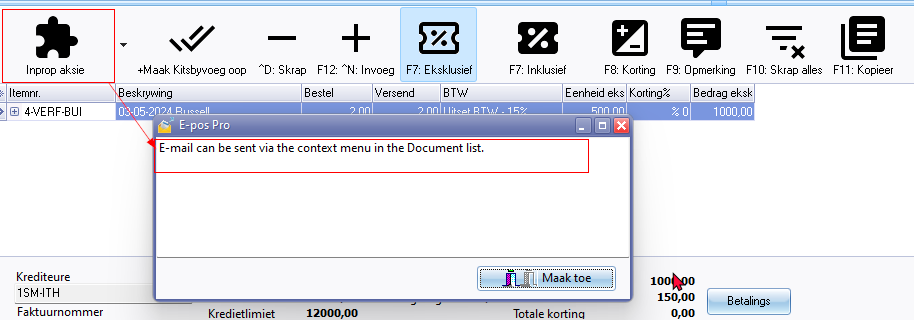 Inprop aksie
+Maak Kitsbyvoeg oop
^D: Skrap
F12: ^N: Invoeg
F7: Eksklusief
F7: Inklusief
F8: Korting
F9: Opmerking
F10: Skrap alles
F11: Kopieer
Itemnr. Beskrywing Bestel Versend BTW Eenheid eks Korting% Bedrag eksk
4-VERF-BUI 03-05-2024 Russell 2,00 2,00 Uitset BTW - 15% 500,00 % 0 1000,00
E-pos Pro
E-mail can be sent via the context menu in the Document list.
Maak toe
Krediteure
1SM-ITH
150,00
Betalings
Faktuurnommer Kredietlimiet 12000,00 Totale korting 0,00